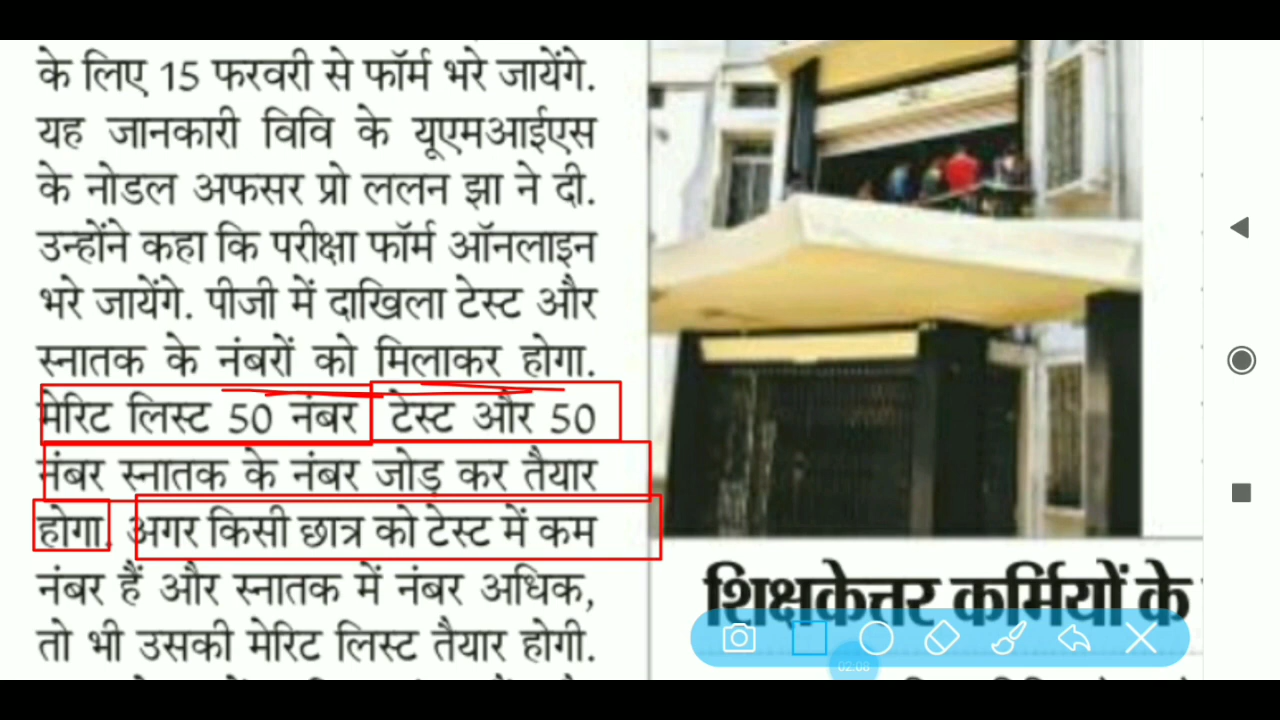 के लिए 15 फरवरी से फॉर्म भरे जायेंगे.
यह जानकारी विवि के यूएमआईएस
के नोडल अफसर प्रो ललन झा ने दी.
उन्होंने कहा कि परीक्षा फॉर्म ऑनलाइन
भरे जायेंगे. पीजी में दाखिला टेस्ट और
स्नातक के नंबरों को मिलाकर होगा.
मेरिट लिस्ट 50 नंबर टेस्ट और 50
नंबर स्नातक के नंबर जोड़ कर तैयार
होगा. अगर किसी छात्र को टेस्ट में कम
नंबर हैं और स्नातक में नंबर अधिक,
तो भी उसकी मेरिट लिस्ट तैयार होगी.
शिक्षकेत्तर कर्मियों के
02:08